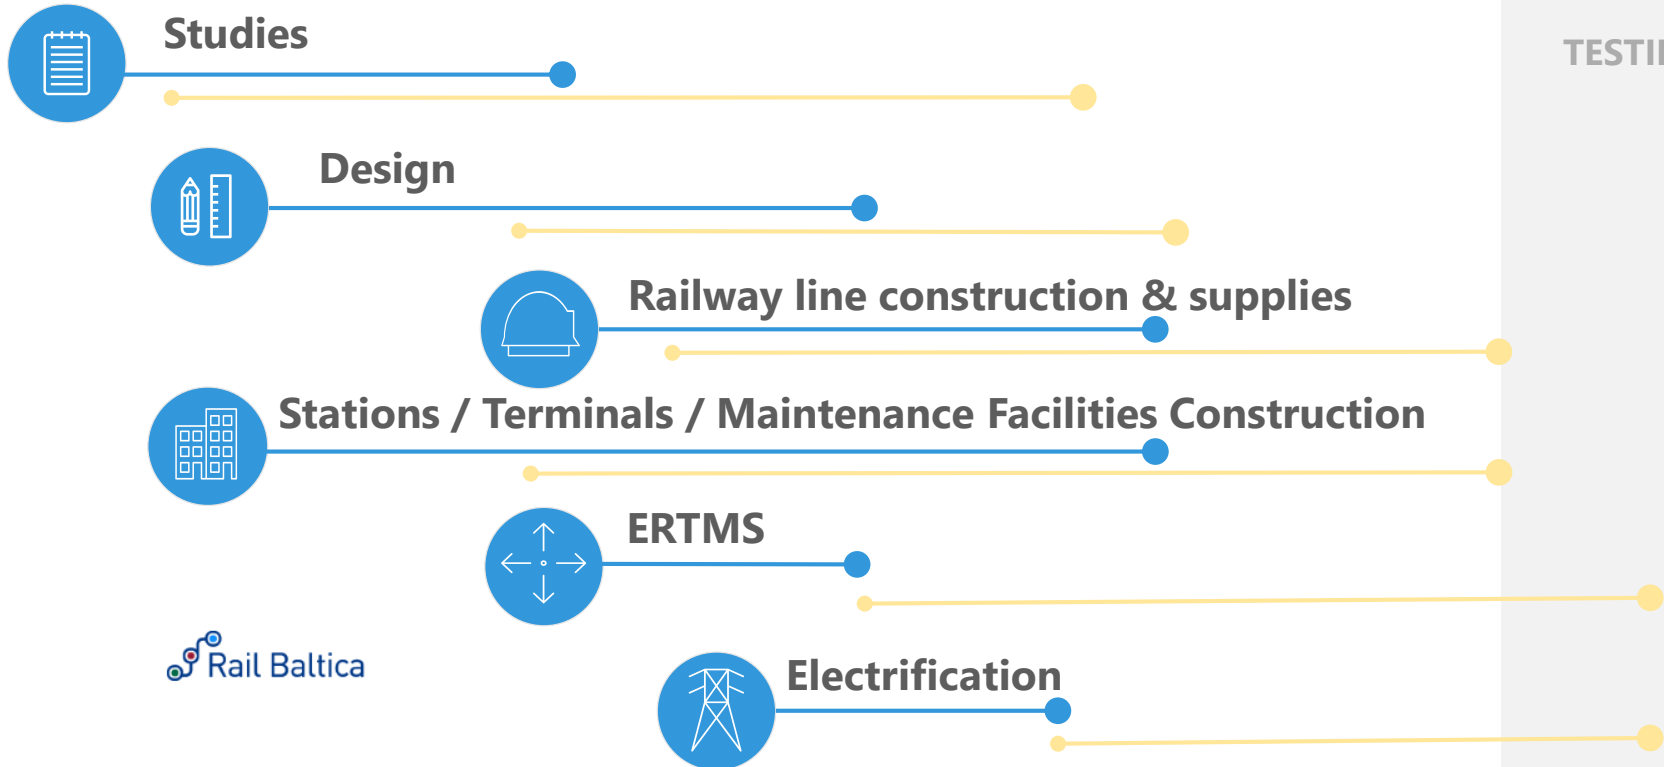 Studies
Design
Railway line construction & supplies
Stations / Terminals / Maintenance Facilities Construction
ERTMS
Rail Baltica
Electrification